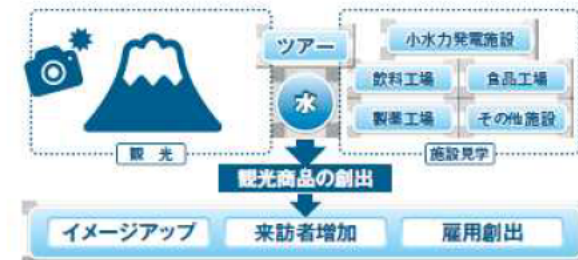 ツアー
水
小水力発電施設
飲料工場
食品工場
製薬工場
その他施設
観 光
施設見学
観光商品の創出
イメージアップ
来訪者増加
雇用創出